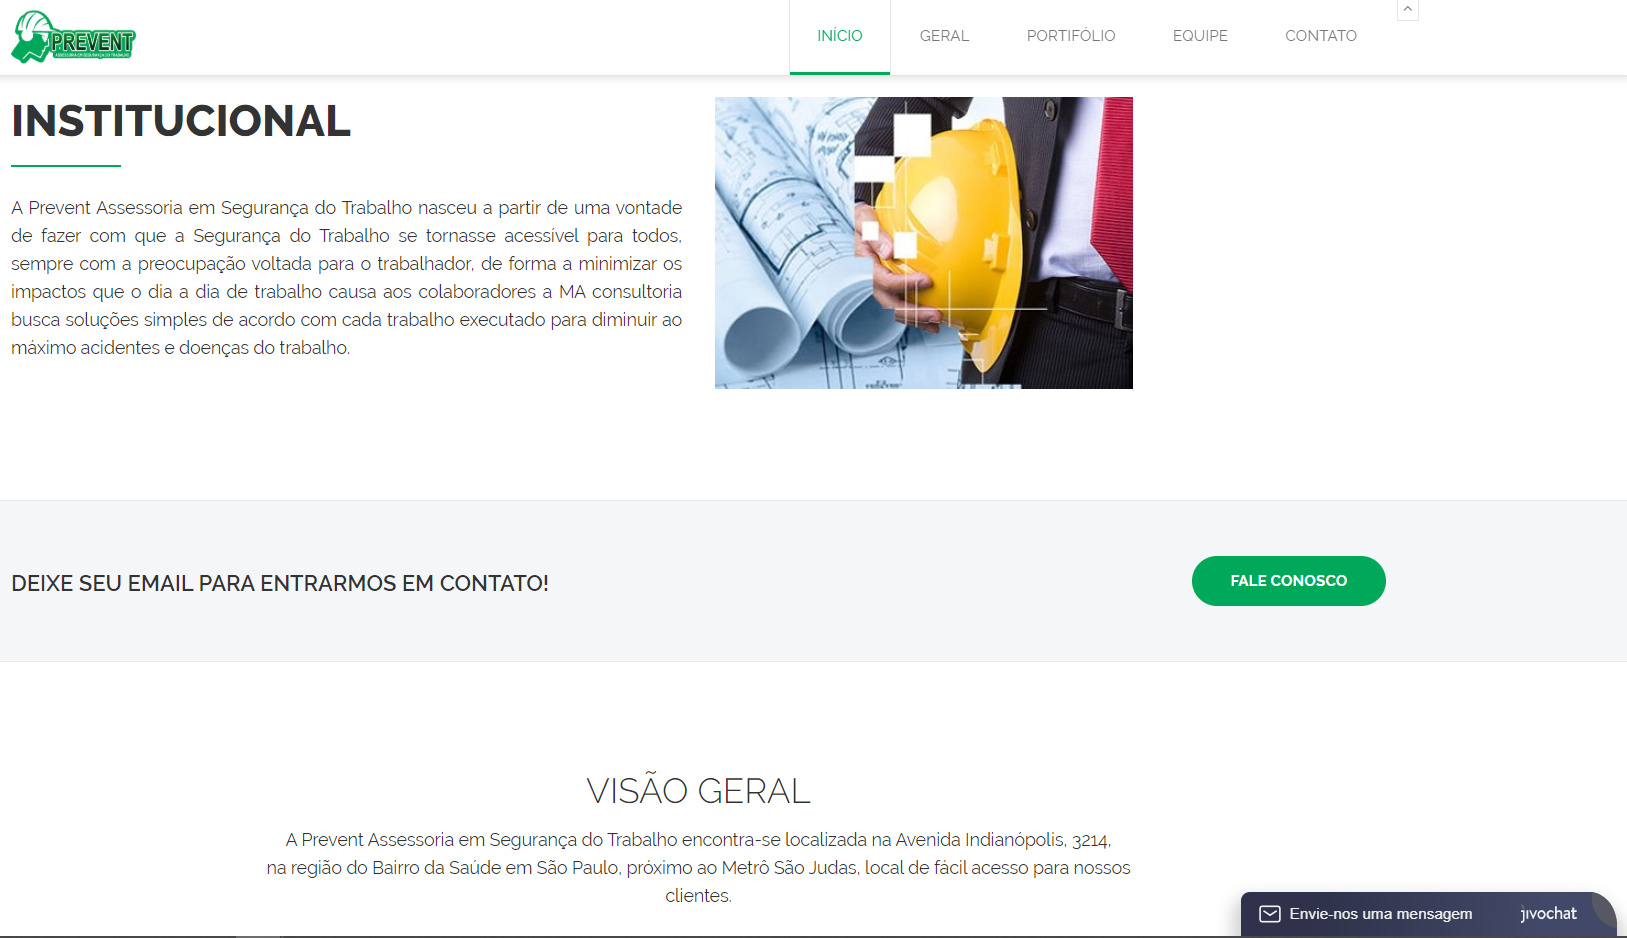 PREVENT
ASSESSORIA EM SEGURANÇA DO TRABALHO
INÍCIO
GERAL
PORTIFÓLIO
EQUIPE
CONTATO
INSTITUCIONAL
A Prevent Assessoria em Segurança do Trabalho nasceu a partir de uma vontade
de fazer com que a Segurança do Trabalho se tornasse acessível para todos,
sempre com a preocupação voltada para o trabalhador, de forma a minimizar os
impactos que o dia a dia de trabalho causa aos colaboradores a MA consultoria
busca soluções simples de acordo com cada trabalho executado para diminuir ao
máximo acidentes e doenças do trabalho.
DEIXE SEU EMAIL PARA ENTRARMOS EM CONTATO!
FALE CONOSCO
VISÃO GERAL
A Prevent Assessoria em Segurança do Trabalho encontra-se localizada na Avenida Indianópolis, 3214,
na região do Bairro da Saúde em São Paulo, próximo ao Metrô São Judas, local de fácil acesso para nossos
clientes.
Envie-nos uma mensagem
jivochat